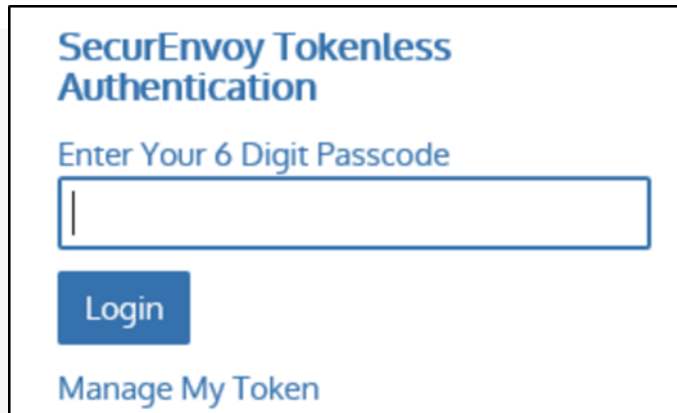 SecurEnvoy Tokenless
Authentication
Enter Your 6 Digit Passcode
Login
Manage My Token